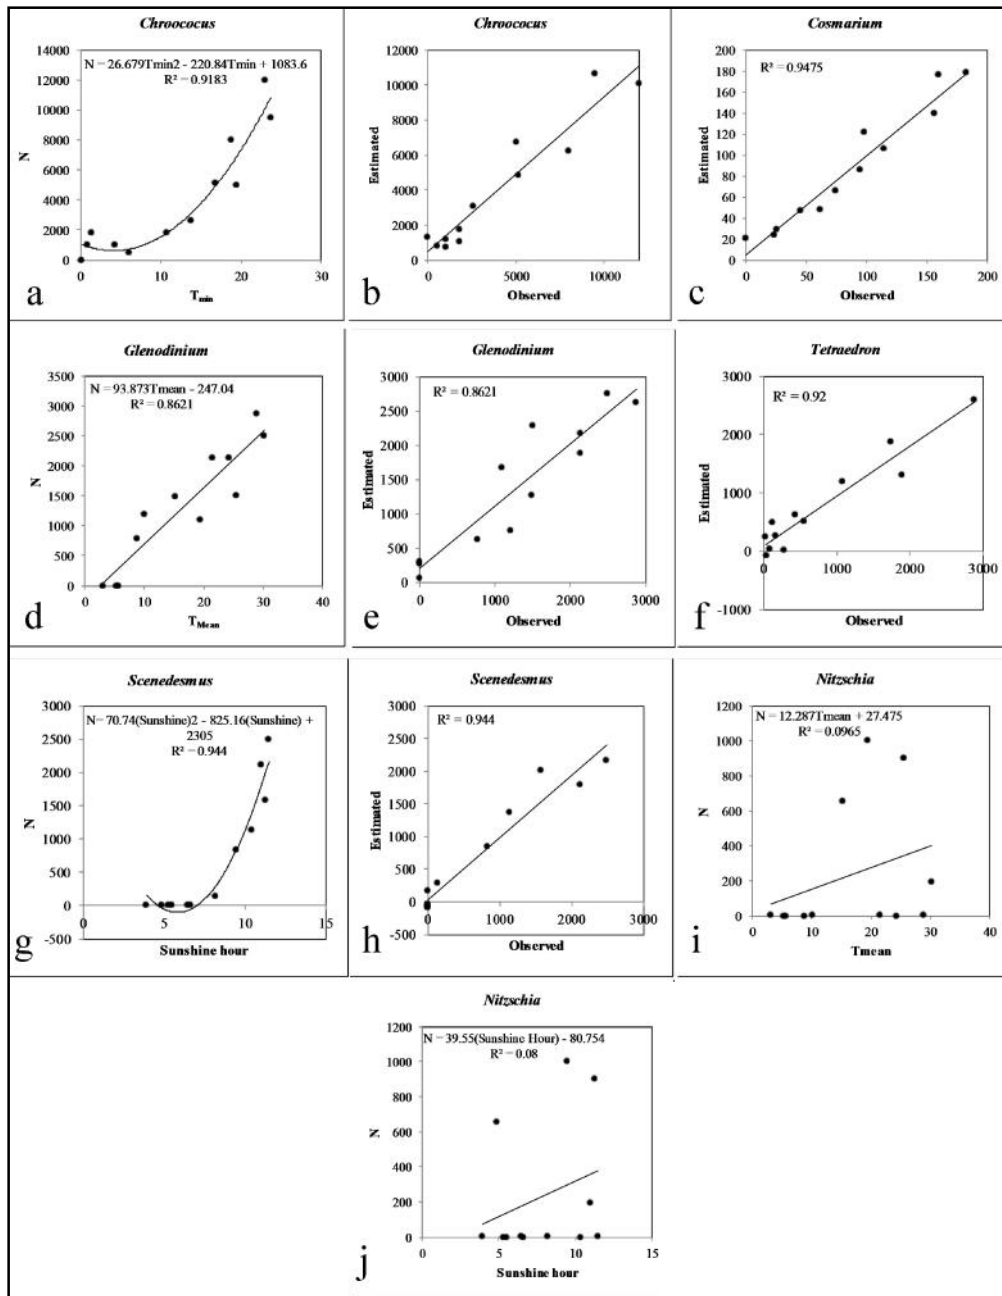 Chroococus
14000
N = 26.679Tmin2 - 220.84Tmin + 1083.6
R² = 0.9183
12000
10000
8000
6000
4000
2000
0
N
0 10 20 30
Tmin
a
Chroococus
12000
10000
8000
6000
4000
2000
0
Estimated
0 5000 10000
Observed
b
Cosmarium
200
180
160
140
120
100
80
60
40
20
0
R² = 0.9475
Estimated
0 50 100 150 200
Observed
c
Glenodinium
3500
3000
2500
2000
1500
1000
500
0
N = 93.873Tmean - 247.04
R² = 0.8621
N
0 10 20 30 40
TMean
d
Glenodinium
3000
2500
2000
1500
1000
500
0
R² = 0.8621
Estimated
0 1000 2000 3000
Observed
e
Tetraedron
3000
2000
1000
0
-1000
R² = 0.92
Estimated
0 1000 2000 3000
Observed
f
Scenedesmus
3000
2500
2000
1500
1000
500
0
-500
N= 70.74(Sunshine)2 - 825.16(Sunshine) +
2305
R² = 0.944
N
0 5 10 15
Sunshine hour
g
Scenedesmus
3000
2500
2000
1500
1000
500
0
-500
R² = 0.944
Estimated
0 1000 2000 3000
Observed
h
Nitzschia
1200
1000
800
600
400
200
0
N = 12.287Tmean + 27.475
R² = 0.0965
N
0 10 20 30 40
Tmean
i
Nitzschia
1200
1000
800
600
400
200
0
N = 39.55(Sunshine Hour) - 80.754
R² = 0.08
N
0 5 10 15
Sunshine hour
j